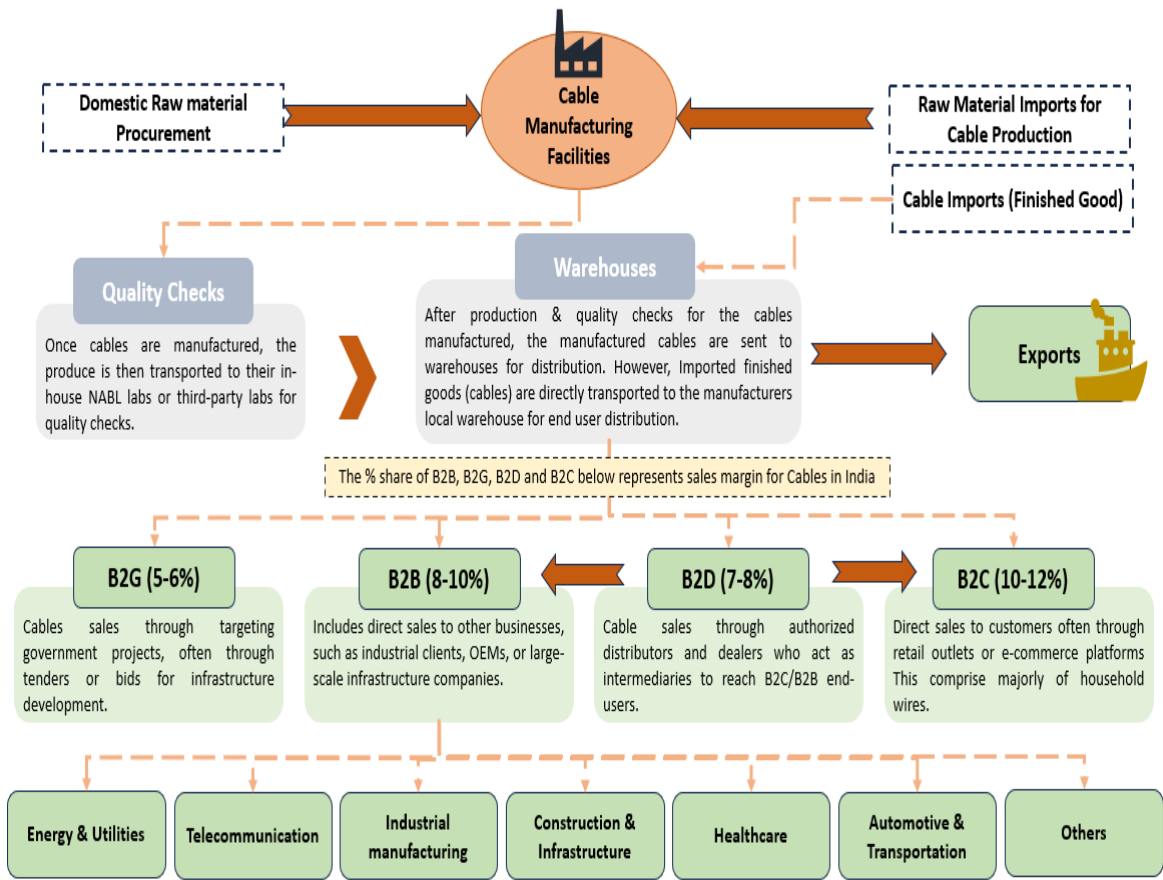 Cable
Manufacturing
Facilities
Domestic Raw material
Procurement
Raw Material Imports for
Cable Production
Cable Imports (Finished Good)
Quality Checks
Once cables are manufactured, the
produce is then transported to their in-
house NABL labs or third-party labs for
quality checks.
Warehouses
After production & quality checks for the cables
manufactured, the manufactured cables are sent to
warehouses for distribution. However, Imported finished
goods (cables) are directly transported to the manufacturers
local warehouse for end user distribution.
Exports
The % share of B2B, B2G, B2D and B2C below represents sales margin for Cables in India
B2G (5-6%)
Cables sales through targeting
government projects, often through
tenders or bids for infrastructure
development.
B2B (8-10%)
Includes direct sales to other businesses,
such as industrial clients, OEMs, or large-
scale infrastructure companies.
B2D (7-8%)
Cable sales through authorized
distributors and dealers who act as
intermediaries to reach B2C/B2B end-
users.
B2C (10-12%)
Direct sales to customers often through
retail outlets or e-commerce platforms
This comprise majorly of household
wires.
Energy & Utilities
Telecommunication
Industrial
manufacturing
Construction &
Infrastructure
Healthcare
Automotive &
Transportation
Others